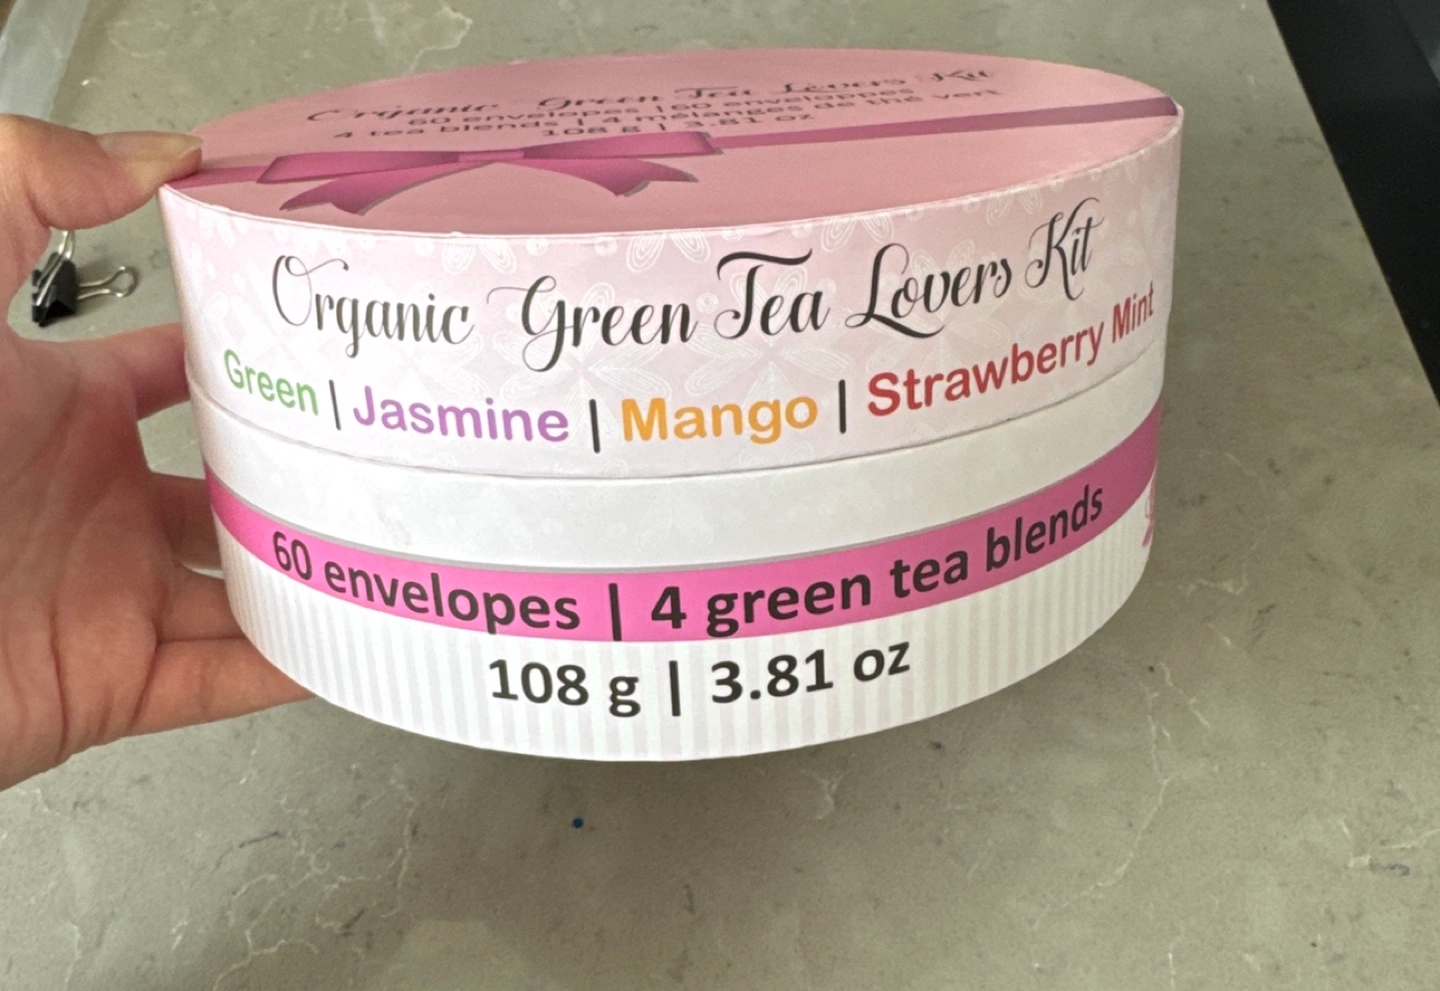 Organic Green Tea Lovers Kit
60 envelopes | 60 enveloppes
4 tea blends | 4 mélanges de thé vert
108 g | 3.81 oz
Organic Green Tea Lovers Kit
Green | Jasmine | Mango | Strawberry Mint
60 envelopes | 4 green tea blends
108 g | 3.81 oz